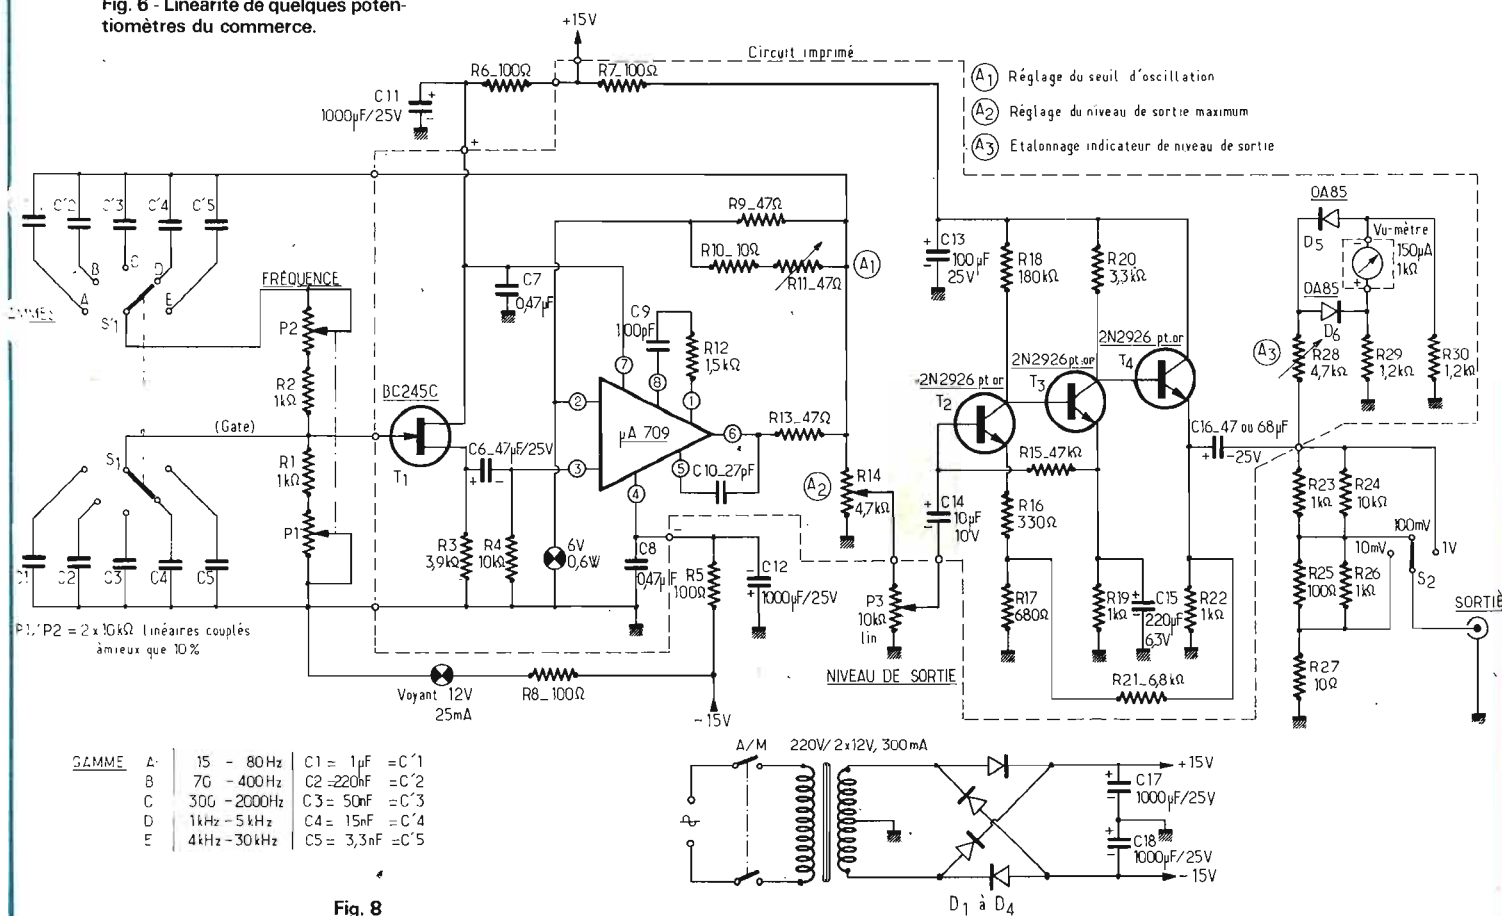 Fig. 6 - Linéarité de quelques poten-
tiomètres du commerce.
+15V
Circuit imprimé
R6_100Ω
R7_100Ω
C11
1000µF/25V
+
-
+
A1 Réglage du seuil d'oscillation
A2 Réglage du niveau de sortie maximum
A3 Etalonnage indicateur de niveau de sortie
C'2
C'3
C'4
C'5
A
B
C
D
E
S'1
FRÉQUENCE
P2
R2
1kΩ
(Gate)
S1
R1
1kΩ
P1
C1
C2
C3
C4
C5
P1,P2 = 2x10kΩ linéaires couplés
à mieux que 10%
BC245C
T1
C6_47µF/25V
+ -
R3
3,9kΩ
R4
10kΩ
C7
0,47µF
R9_47Ω
R10_10Ω
R11_47Ω
A1
C9
100pF
R12
1,5kΩ
7
8
1
2
3
6
5
4
µA 709
C10_27pF
R13_47Ω
6V
0,6W
C8
0,47µF
R5
100Ω
-
C12
1000µF/25V
-
+
A2
R14
4,7kΩ
P3
10kΩ
lin
NIVEAU DE SORTIE
Voyant 12V
25mA
R8_100Ω
-15V
C13
100µF
25V
+
-
R18
180kΩ
R20
3,3kΩ
2N2926 pt.or
T4
2N2926 pt.or
T3
2N2926 pt.or
T2
R15_47kΩ
C14
10µF
10V
+
-
R16
330Ω
R17
680Ω
R19
1kΩ
C15
220µF
6,3V
+
-
R22
1kΩ
R21_6,8kΩ
C16_47 ou 68µF
+ -25V
OA85
D5
Vu-mètre
150µA
1kΩ
-
+
OA85
D6
A3
R28
4,7kΩ
R29
1,2kΩ
R30
1,2kΩ
R23
1kΩ
R24
10kΩ
100mV
10mV
1V
S2
R25
100Ω
R26
1kΩ
R27
10Ω
SORTIE
GAMME A 15 - 80Hz C1 = 1µF = C'1
B 70 - 400Hz C2 = 220nF = C'2
C 300 - 2000Hz C3 = 50nF = C'3
D 1kHz - 5kHz C4 = 15nF = C'4
E 4kHz - 30kHz C5 = 3,3nF = C'5
A/M
220V/2x12V, 300mA
+15V
C17
1000µF/25V
+
-
C18
1000µF/25V
+
-
-15V
D1 à D4
Fig. 8